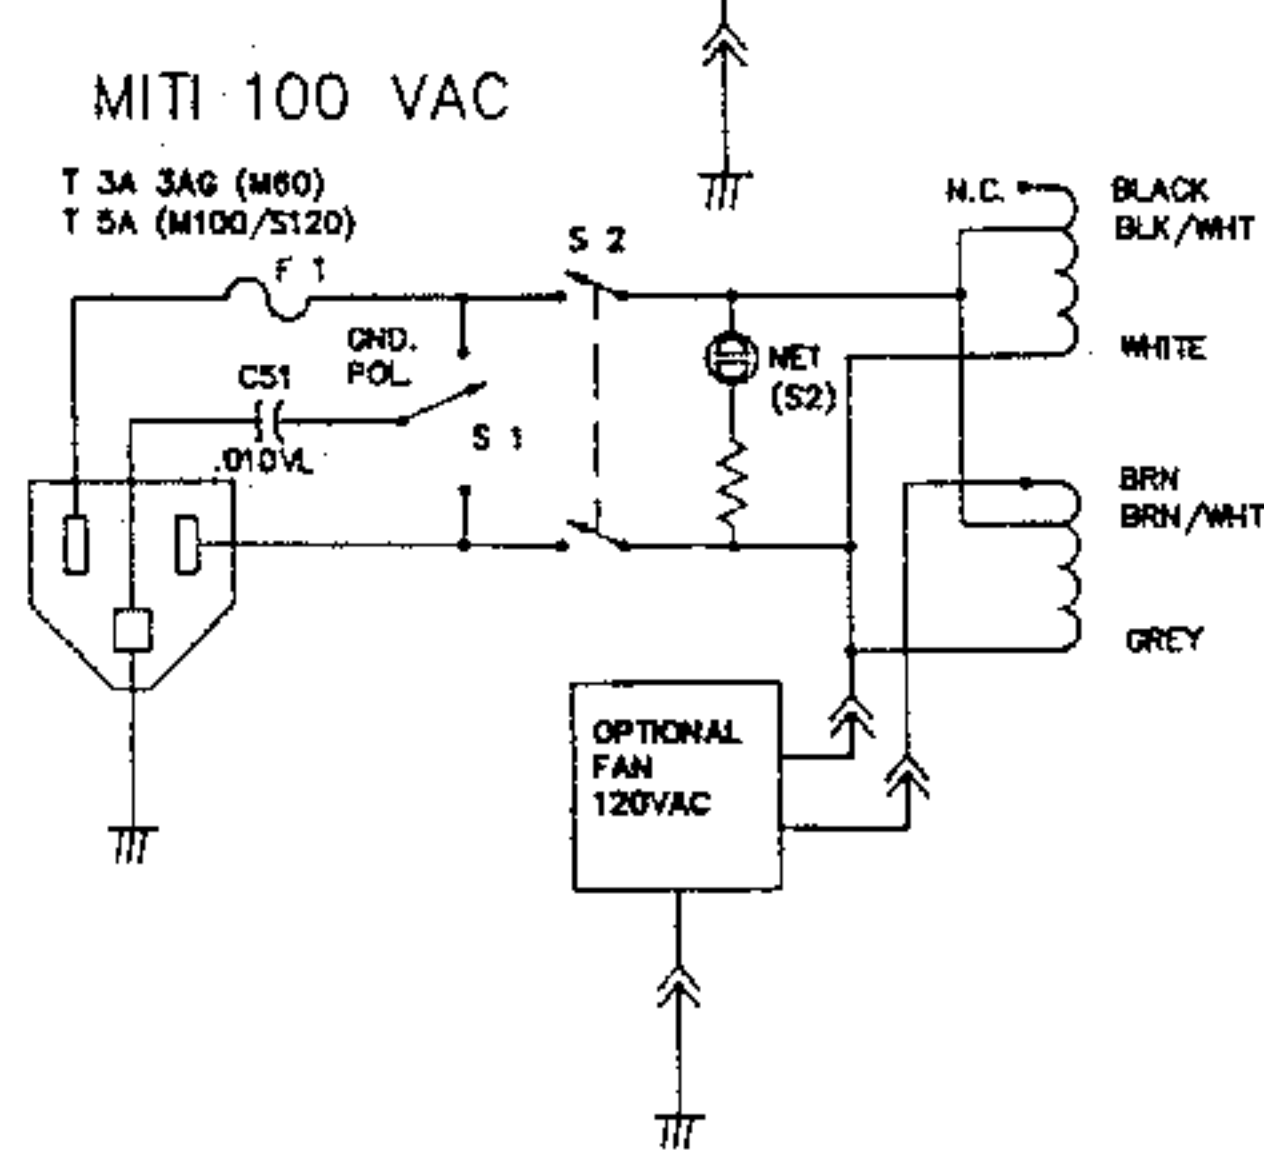 MITI 100 VAC
T 3A 3AG (M60)
T 5A (M100/S120)
F 1
S 2
N.C.
BLACK
BLK/WHT
GND.
POL.
C51
.010VL
S 1
NE1
(S2)
WHITE
BRN
BRN/WHT
GREY
OPTIONAL
FAN
120VAC